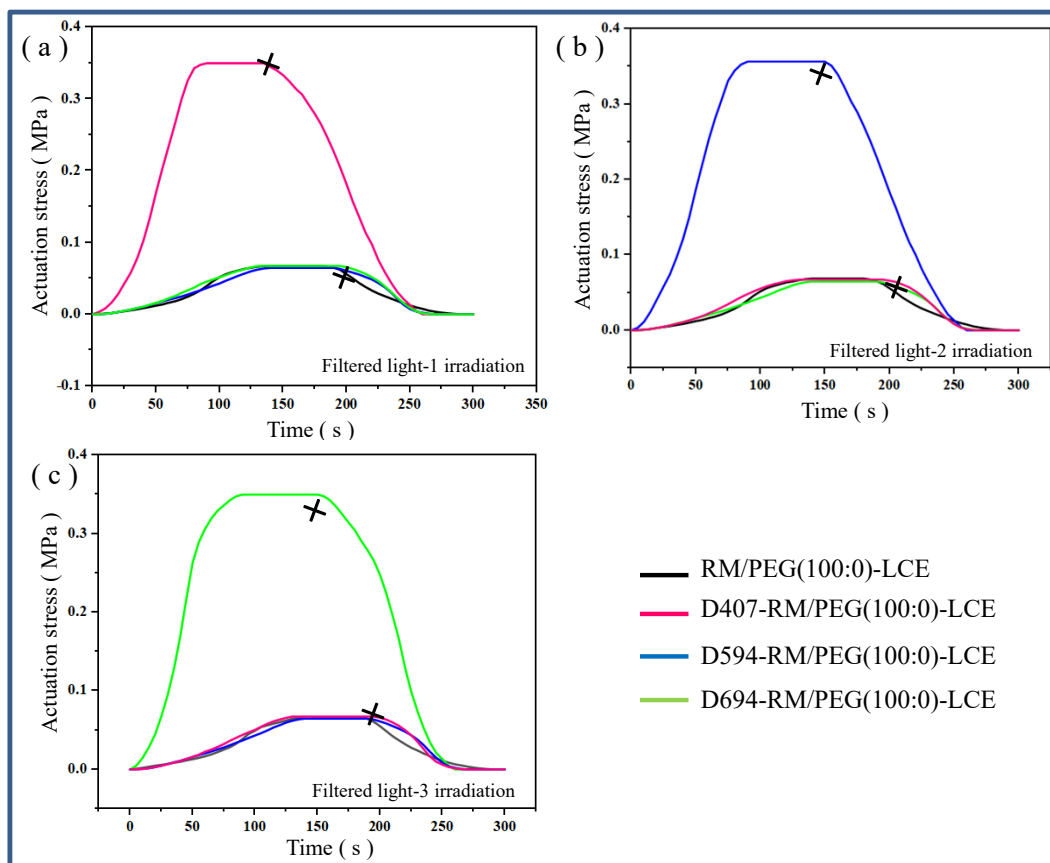 ( a )
Actuation stress ( MPa )
0.4
0.3
0.2
0.1
0.0
-0.1
Filtered light-1 irradiation
0 50 100 150 200 250 300 350
Time ( s )
( b )
Actuation stress ( MPa )
0.4
0.3
0.2
0.1
0.0
Filtered light-2 irradiation
0 50 100 150 200 250 300
Time ( s )
( c )
Actuation stress ( MPa )
0.4
0.3
0.2
0.1
0.0
Filtered light-3 irradiation
0 50 100 150 200 250 300
Time ( s )
RM/PEG(100:0)-LCE
D407-RM/PEG(100:0)-LCE
D594-RM/PEG(100:0)-LCE
D694-RM/PEG(100:0)-LCE